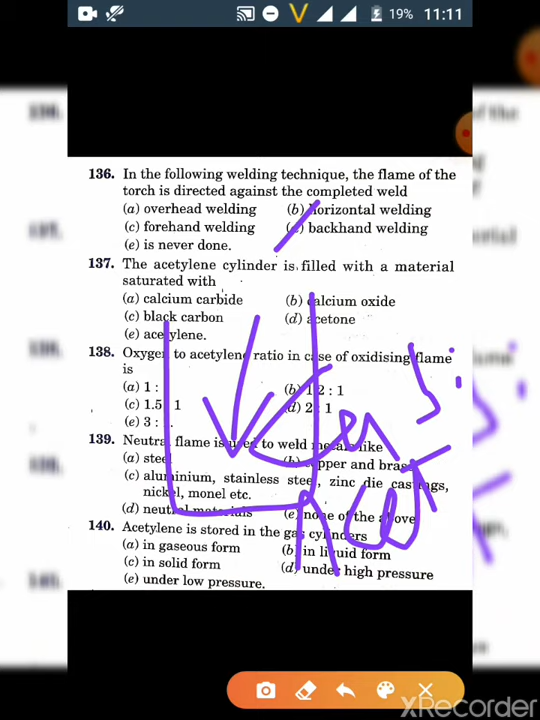 19% 11:11
136. In the following welding technique, the flame of the
torch is directed against the completed weld
(a) overhead welding (b) horizontal welding
(c) forehand welding (d) backhand welding
(e) is never done.
137. The acetylene cylinder is filled with a material
saturated with
(a) calcium carbide (b) calcium oxide
(c) black carbon (d) acetone
(e) acetylene.
138. Oxygen to acetylene ratio in case of oxidising flame
is
(a) 1 : (b) 1.2 : 1
(c) 1.5 : 1 (d) 2 : 1
(e) 3 :
139. Neutral flame is used to weld metals like
(a) steel (b) copper and brass
(c) aluminium, stainless steel, zinc die castings,
nickel, monel etc.
(d) neutral materials (e) none of the above
140. Acetylene is stored in the gas cylinders
(a) in gaseous form (b) in liquid form
(c) in solid form (d) under high pressure
(e) under low pressure.
XRecorder